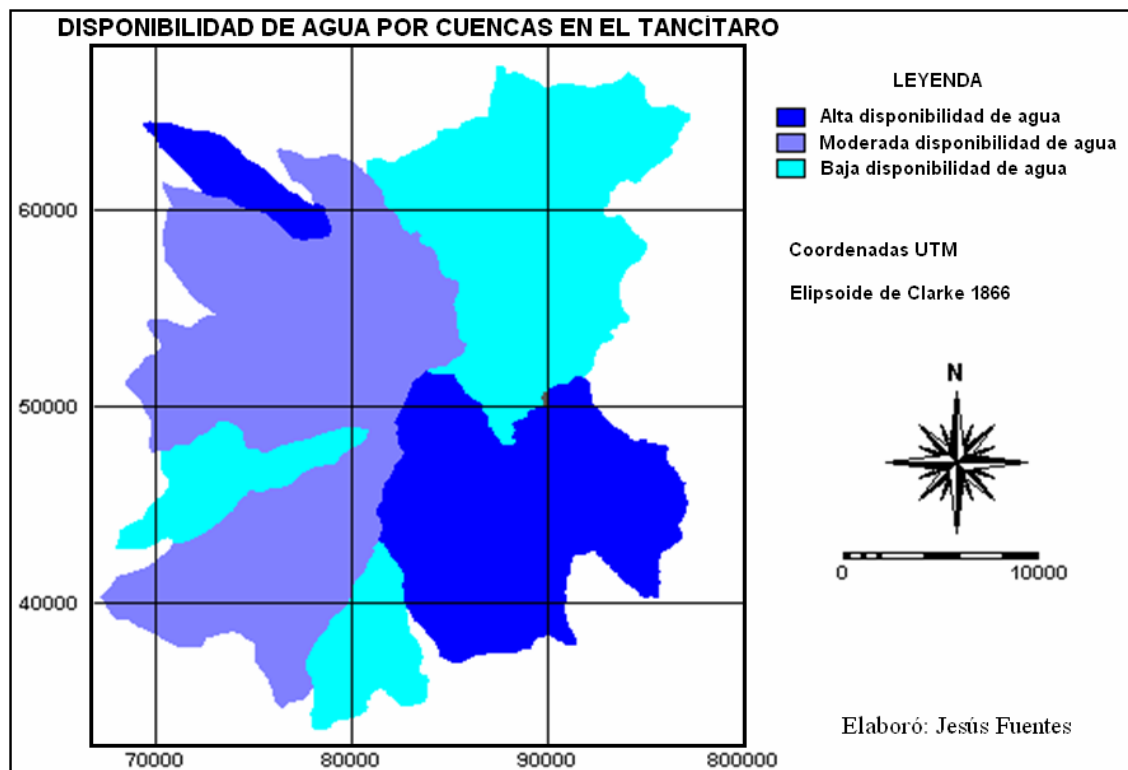 DISPONIBILIDAD DE AGUA POR CUENCAS EN EL TANCÍTARO
LEYENDA
Alta disponibilidad de agua
Moderada disponibilidad de agua
Baja disponibilidad de agua
Coordenadas UTM
Elipsoide de Clarke 1866
N
0 10000
60000
50000
40000
70000 80000 90000 800000
Elaboró: Jesús Fuentes